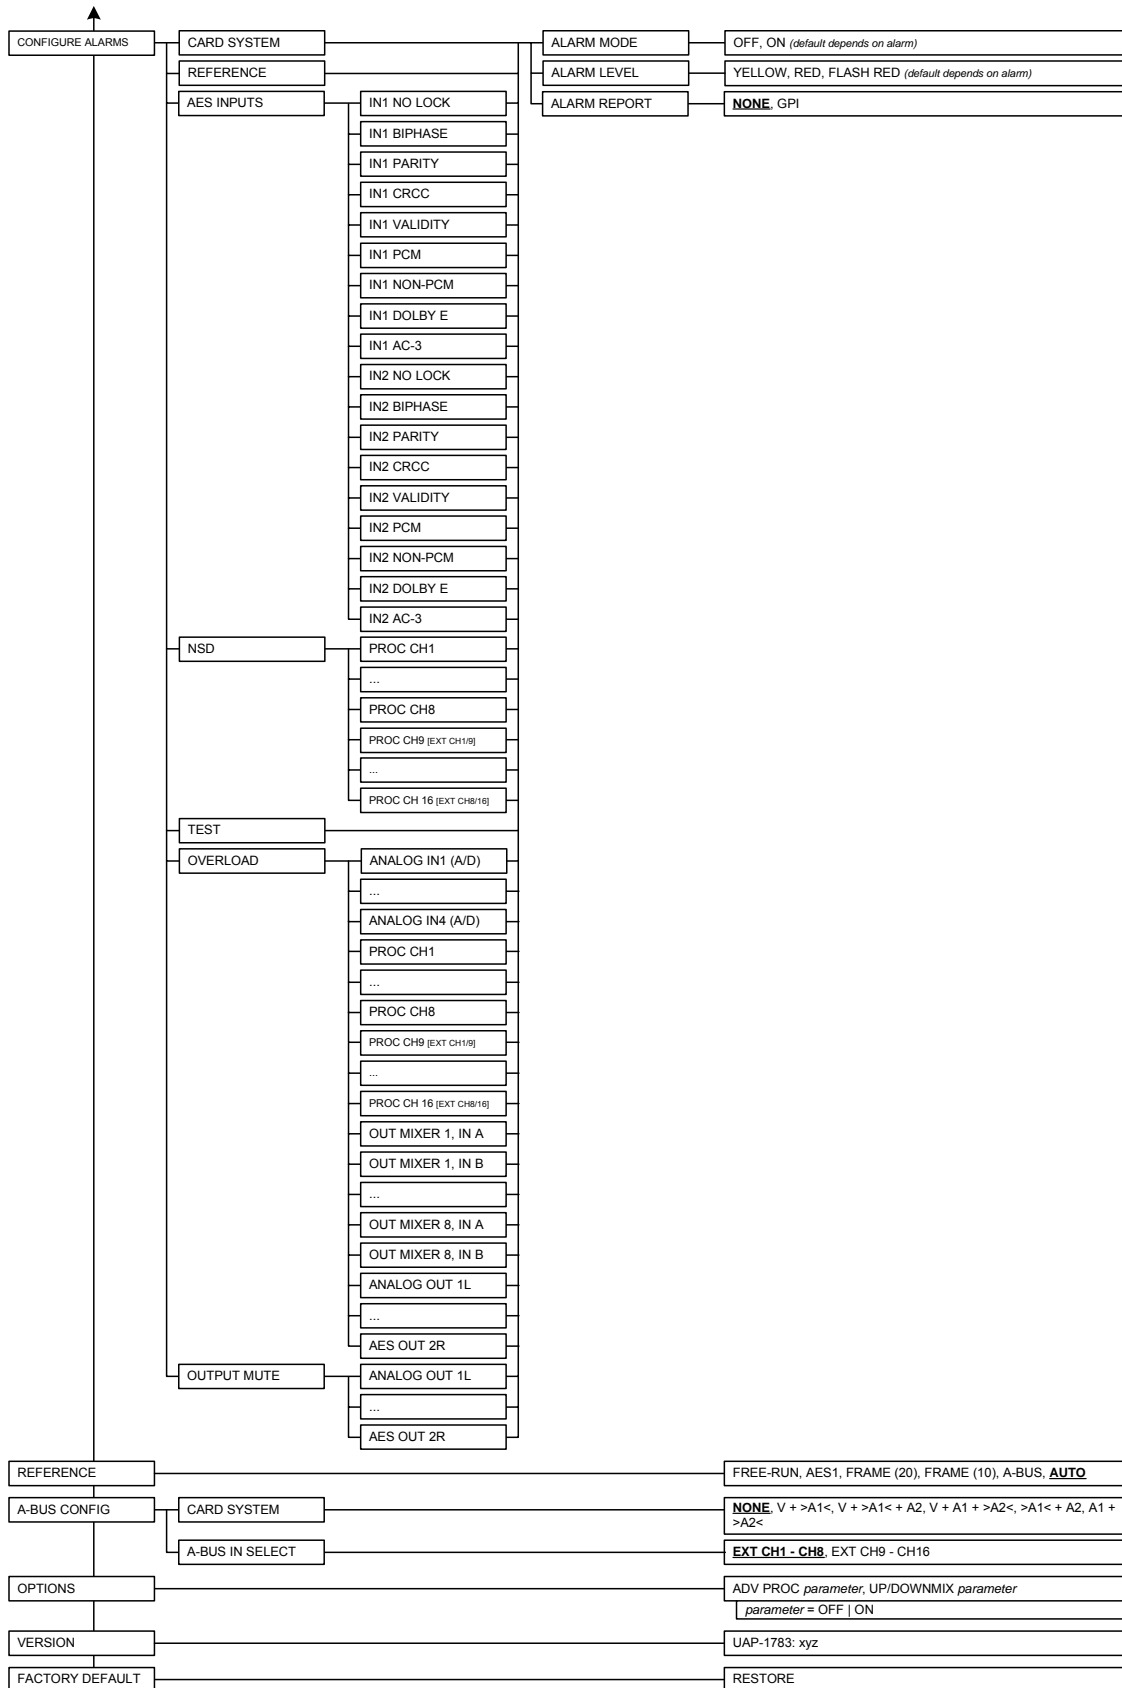 CONFIGURE ALARMS
CARD SYSTEM
ALARM MODE
OFF, ON (default depends on alarm)
REFERENCE
ALARM LEVEL
YELLOW, RED, FLASH RED (default depends on alarm)
AES INPUTS
IN1 NO LOCK
ALARM REPORT
NONE, GPI
IN1 BIPHASE
IN1 PARITY
IN1 CRCC
IN1 VALIDITY
IN1 PCM
IN1 NON-PCM
IN1 DOLBY E
IN1 AC-3
IN2 NO LOCK
IN2 BIPHASE
IN2 PARITY
IN2 CRCC
IN2 VALIDITY
IN2 PCM
IN2 NON-PCM
IN2 DOLBY E
IN2 AC-3
NSD
PROC CH1
...
PROC CH8
PROC CH9 [EXT CH1/9]
...
PROC CH 16 [EXT CH8/16]
TEST
OVERLOAD
ANALOG IN1 (A/D)
...
ANALOG IN4 (A/D)
PROC CH1
...
PROC CH8
PROC CH9 [EXT CH1/9]
...
PROC CH 16 [EXT CH8/16]
OUT MIXER 1, IN A
OUT MIXER 1, IN B
...
OUT MIXER 8, IN A
OUT MIXER 8, IN B
ANALOG OUT 1L
...
AES OUT 2R
OUTPUT MUTE
ANALOG OUT 1L
...
AES OUT 2R
REFERENCE
FREE-RUN, AES1, FRAME (20), FRAME (10), A-BUS, AUTO
A-BUS CONFIG
CARD SYSTEM
NONE, V + >A1<, V + >A1< + A2, V + A1 + >A2<, >A1< + A2, A1 +
>A2<
A-BUS IN SELECT
EXT CH1 - CH8, EXT CH9 - CH16
OPTIONS
ADV PROC parameter, UP/DOWNMIX parameter
parameter = OFF | ON
VERSION
UAP-1783: xyz
FACTORY DEFAULT
RESTORE